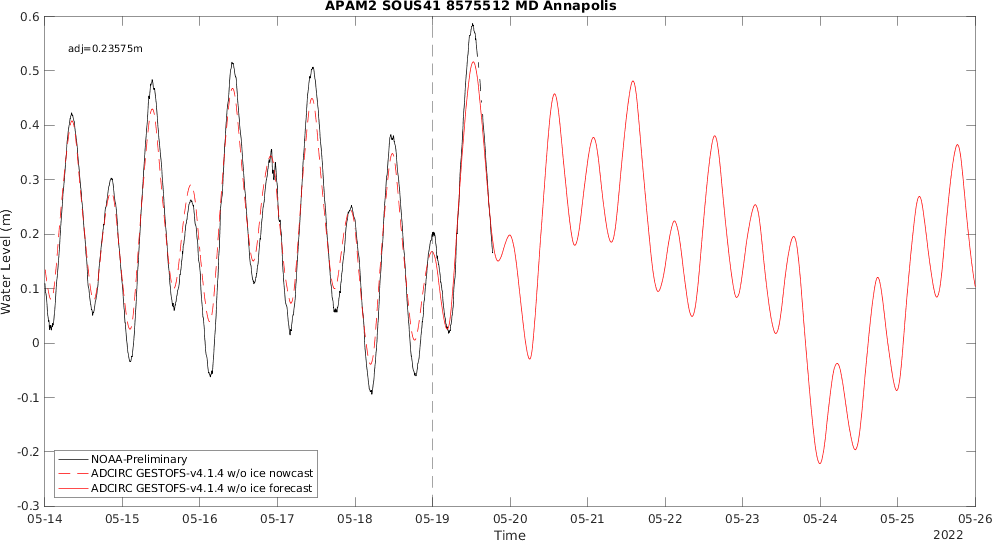 APAM2 SOUS41 8575512 MD Annapolis
adj=0.23575m
0.6
0.5
0.4
0.3
0.2
0.1
0
-0.1
-0.2
-0.3
Water Level (m)
NOAA-Preliminary
ADCIRC GESTOFS-v4.1.4 w/o ice nowcast
ADCIRC GESTOFS-v4.1.4 w/o ice forecast
05-14 05-15 05-16 05-17 05-18 05-19 05-20 05-21 05-22 05-23 05-24 05-25 05-26
Time
2022